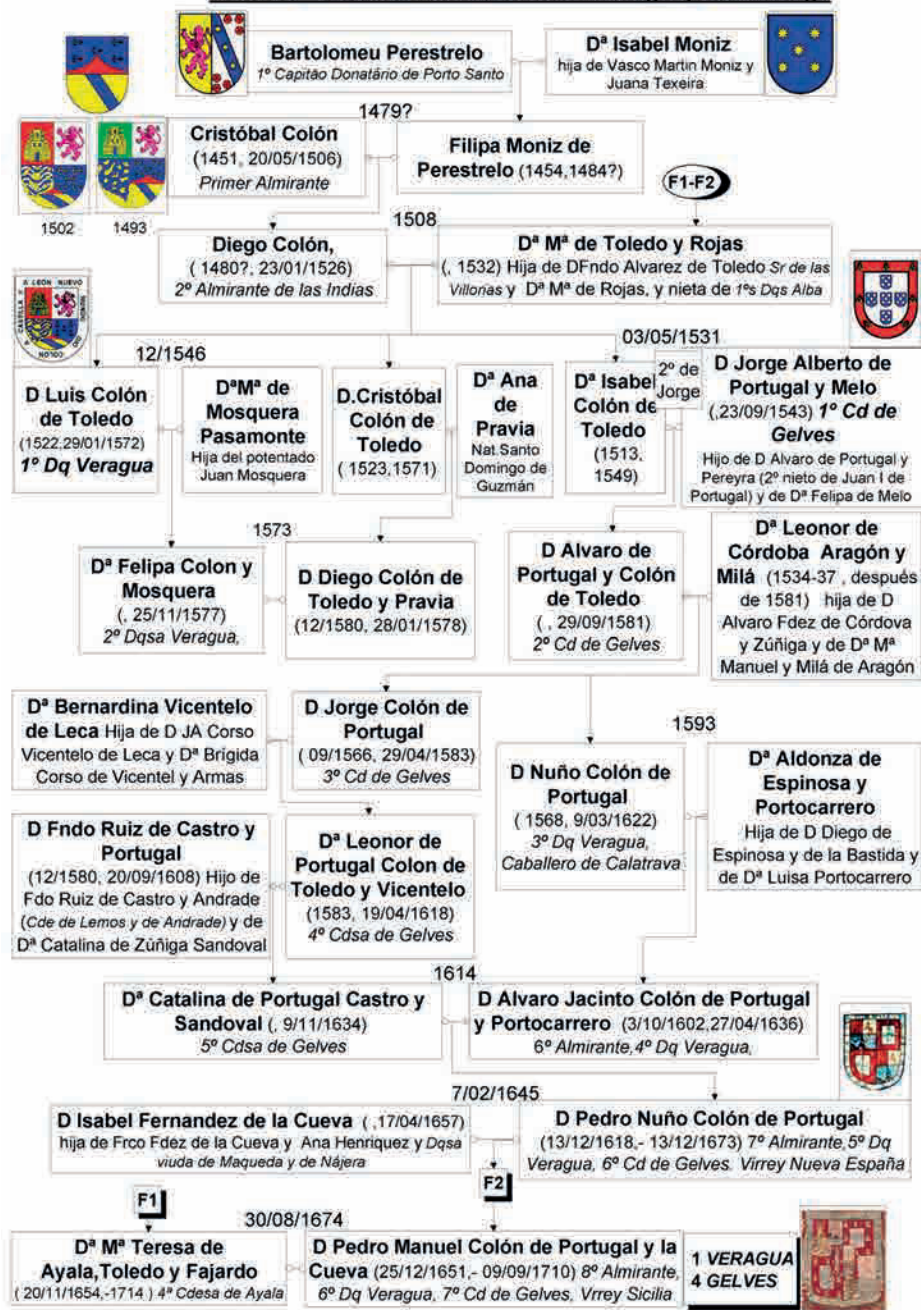 Bartolomeu Perestrelo
1º Capitão Donatário de Porto Santo
Dª Isabel Moniz
hija de Vasco Martin Moniz y
Juana Texeira
1479?
Cristóbal Colón
(1451, 20/05/1506)
Primer Almirante
Filipa Moniz de
Perestrelo (1454,1484?)
1502
1493
F1-F2
1508
Diego Colón,
( 1480?, 23/01/1526)
2º Almirante de las Indias
Dª Mª de Toledo y Rojas
(, 1532) Hija de DFndo Alvarez de Toledo Sr de las
Villorias y Dª Mª de Rojas, y nieta de 1ºs Dqs Alba
12/1546
03/05/1531
D Luis Colón
de Toledo
(1522,29/01/1572)
1º Dq Veragua
DªMª de
Mosquera
Pasamonte
Hija del potentado
Juan Mosquera
D.Cristóbal
Colón de
Toledo
( 1523,1571)
Dª Ana
de
Pravia
Nat.Santo
Domingo de
Guzmán
Dª Isabel
Colón de
Toledo
(1513,
1549)
2º de
Jorge
D Jorge Alberto de
Portugal y Melo
(,23/09/1543) 1º Cd de
Gelves
Hijo de D Alvaro de Portugal y
Pereyra (2º nieto de Juan I de
Portugal) y de Dª Felipa de Melo
1573
Dª Felipa Colon y
Mosquera
(, 25/11/1577)
2º Dqsa Veragua,
D Diego Colón de
Toledo y Pravia
(12/1580, 28/01/1578)
D Alvaro de
Portugal y Colón
de Toledo
( , 29/09/1581)
2º Cd de Gelves
Dª Leonor de
Córdoba Aragón y
Milá (1534-37 , después
de 1581) hija de D
Alvaro Fdez de Córdova
y Zúñiga y de Dª Mª
Manuel y Milá de Aragón
Dª Bernardina Vicentelo
de Leca Hija de D JA Corso
Vicentelo de Leca y Dª Brígida
Corso de Vicentel y Armas
D Jorge Colón de
Portugal
( 09/1566, 29/04/1583)
3º Cd de Gelves
1593
D Nuño Colón de
Portugal
( 1568, 9/03/1622)
3º Dq Veragua,
Caballero de Calatrava
Dª Aldonza de
Espinosa y
Portocarrero
Hija de D Diego de
Espinosa y de la Bastida y
de Dª Luisa Portocarrero
D Fndo Ruiz de Castro y
Portugal
(12/1580, 20/09/1608) Hijo de
Fdo Ruiz de Castro y Andrade
(Cde de Lemos y de Andrade) y de
Dª Catalina de Zúñiga Sandoval
Dª Leonor de
Portugal Colon de
Toledo y Vicentelo
(1583, 19/04/1618)
4º Cdsa de Gelves
1614
Dª Catalina de Portugal Castro y
Sandoval (, 9/11/1634)
5º Cdsa de Gelves
D Alvaro Jacinto Colón de Portugal
y Portocarrero (3/10/1602,27/04/1636)
6º Almirante,4º Dq Veragua,
7/02/1645
D Isabel Fernandez de la Cueva ( ,17/04/1657)
hija de Frco Fdez de la Cueva y Ana Henriquez y Dqsa
viuda de Maqueda y de Nájera
D Pedro Nuño Colón de Portugal
(13/12/1618,- 13/12/1673) 7º Almirante,5º Dq
Veragua, 6º Cd de Gelves. Virrey Nueva España
F1
F2
30/08/1674
Dª Mª Teresa de
Ayala,Toledo y Fajardo
( 20/11/1654,-1714 ) 4ª Cdesa de Ayala
D Pedro Manuel Colón de Portugal y la
Cueva (25/12/1651,- 09/09/1710) 8º Almirante,
6º Dq Veragua, 7º Cd de Gelves, Vrrey Sicilia
1 VERAGUA
4 GELVES